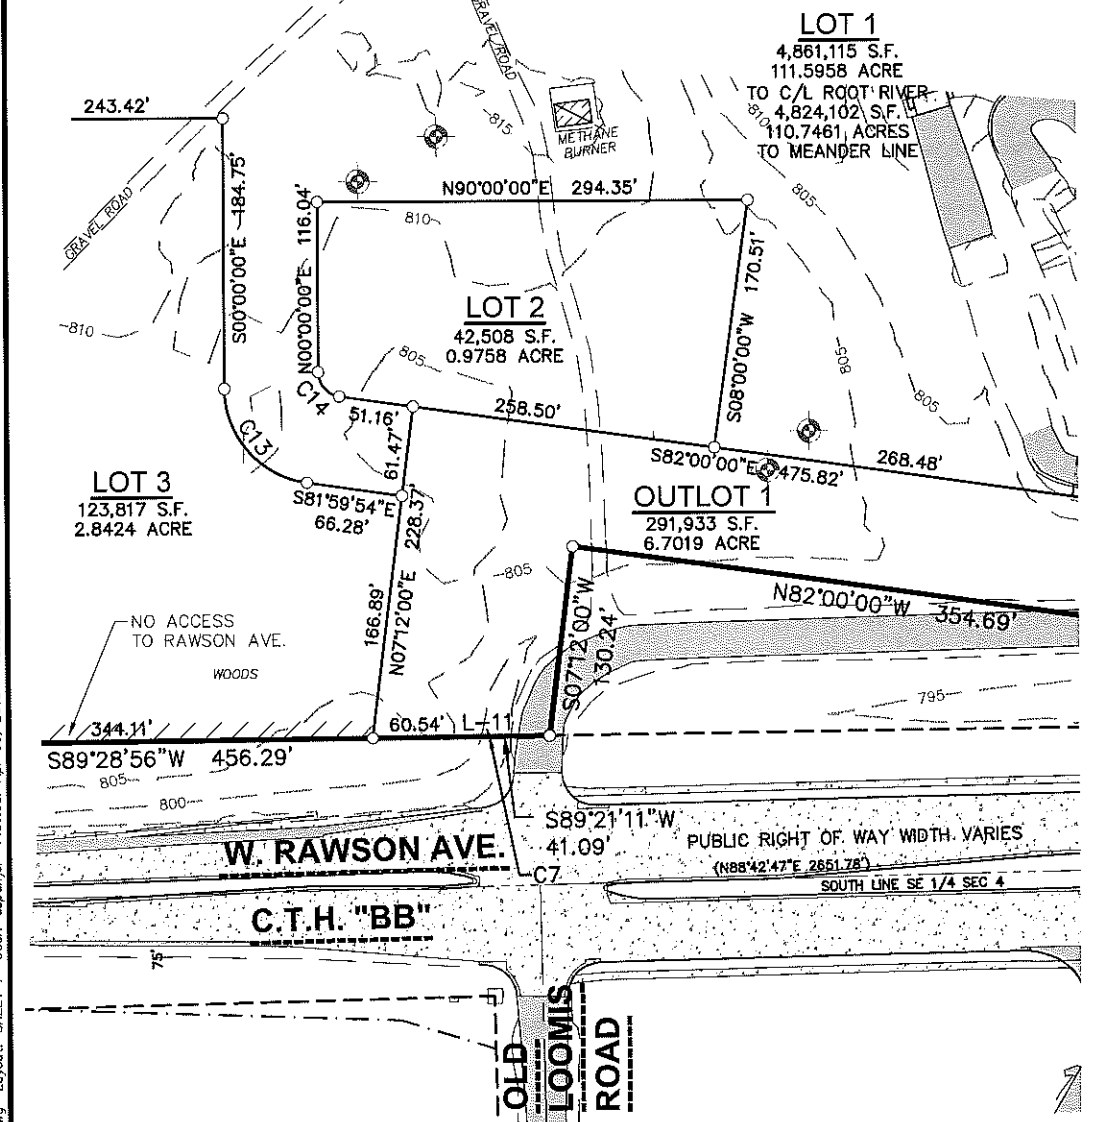 GRAVEL ROAD
LOT 1
4,861,115 S.F.
111.5958 ACRE
TO C/L ROOT RIVER
4,824,102 S.F.
110.7461 ACRES
TO MEANDER LINE
810
243.42'
815
METHANE
BURNER
GRAVEL ROAD
S00°00'00"E 184.75'
N00°00'00"E 116.04'
N90°00'00"E 294.35'
810
805
S08°00'00"W 170.51'
810
LOT 2
42,508 S.F.
0.9758 ACRE
805
805
805
C14
51.16'
258.50'
C13
61.47'
S82°00'00"E 475.82'
268.48'
LOT 3
123,817 S.F.
2.8424 ACRE
S81°59'54"E
66.28'
OUTLOT 1
291,933 S.F.
6.7019 ACRE
N07°12'00"E 228.37'
166.89'
805
S07°12'00"W
130.24'
N82°00'00"W 354.69'
NO ACCESS
TO RAWSON AVE.
WOODS
795
344.11'
60.54'
L-11
S89°28'56"W 456.29'
805
800
S89°21'11."W
41.09'
C7
W. RAWSON AVE.
PUBLIC RIGHT OF WAY WIDTH VARIES
(N88°42'47"E 2651.78')
SOUTH LINE SE 1/4 SEC 4
C.T.H. "BB"
75'
OLD
LOOMIS
ROAD